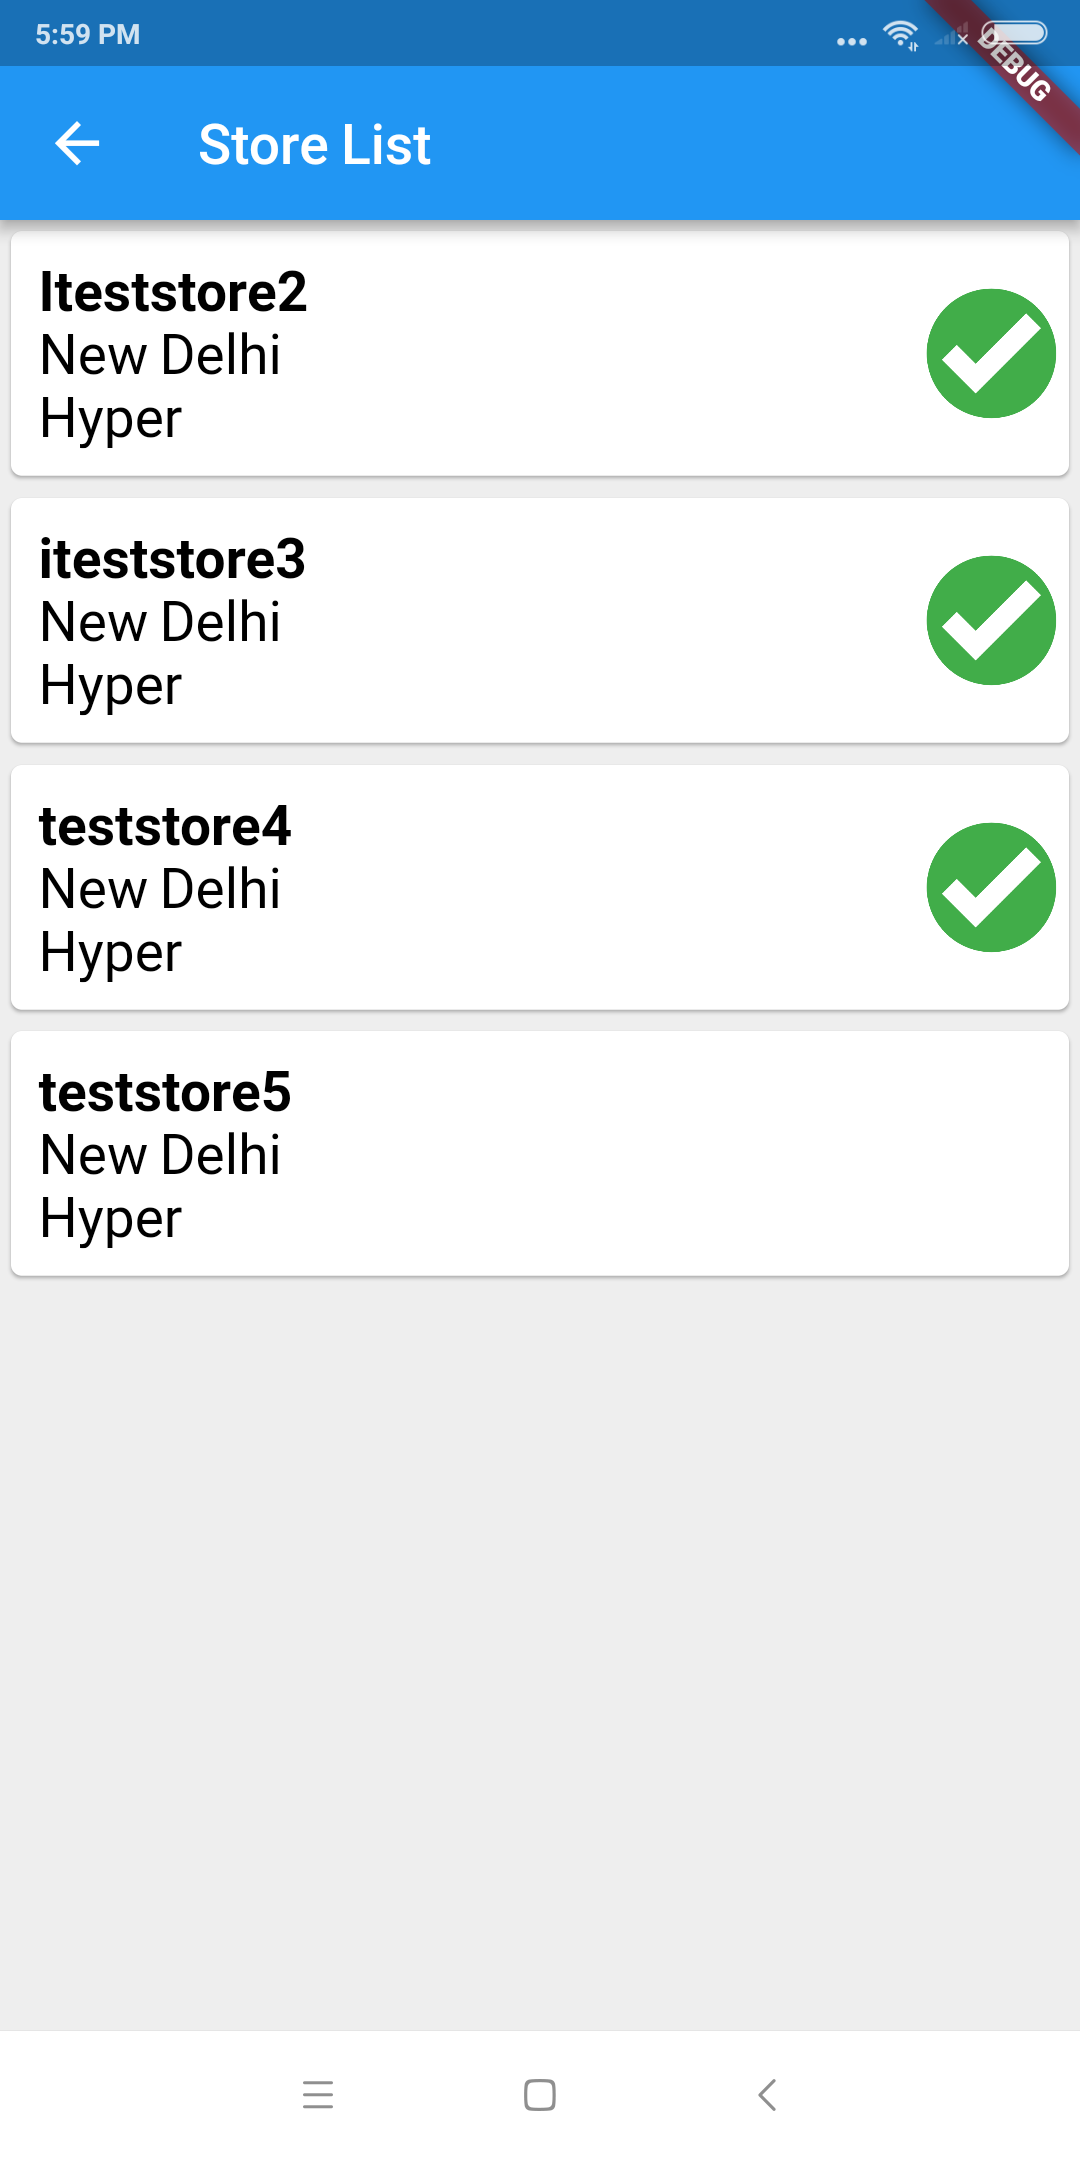 5:59 PM
DEBUG
Store List
Iteststore2
New Delhi
Hyper
iteststore3
New Delhi
Hyper
teststore4
New Delhi
Hyper
teststore5
New Delhi
Hyper